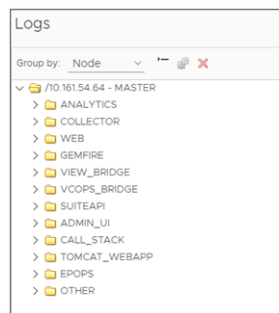 Logs
Group by: Node
/10.161.54.64 - MASTER
ANALYTICS
COLLECTOR
WEB
GEMFIRE
VIEW_BRIDGE
VCOPS_BRIDGE
SUITEAPI
ADMIN_UI
CALL_STACK
TOMCAT_WEBAPP
EPOPS
OTHER